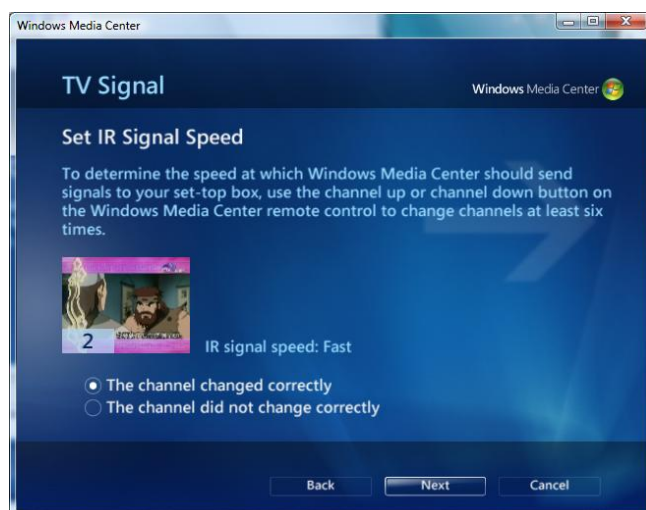 Windows Media Center
TV Signal
Windows Media Center
Set IR Signal Speed
To determine the speed at which Windows Media Center should send
signals to your set-top box, use the channel up or channel down button on
the Windows Media Center remote control to change channels at least six
times.
2
IR signal speed: Fast
The channel changed correctly
The channel did not change correctly
Back Next Cancel